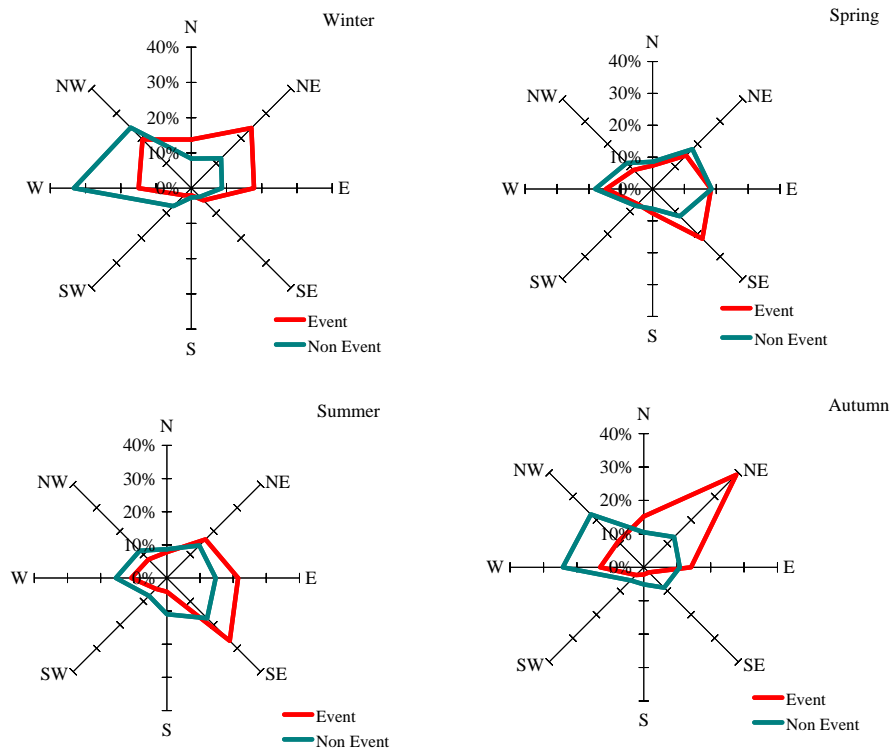 Winter
N
40%
30%
20%
10%
0%
NW
NE
W
E
SW
SE
S
Event
Non Event
Spring
N
40%
30%
20%
10%
0%
NW
NE
W
E
SW
SE
S
Event
Non Event
Summer
N
40%
30%
20%
10%
0%
NW
NE
W
E
SW
SE
S
Event
Non Event
Autumn
N
40%
30%
20%
10%
0%
NW
NE
W
E
SW
SE
S
Event
Non Event